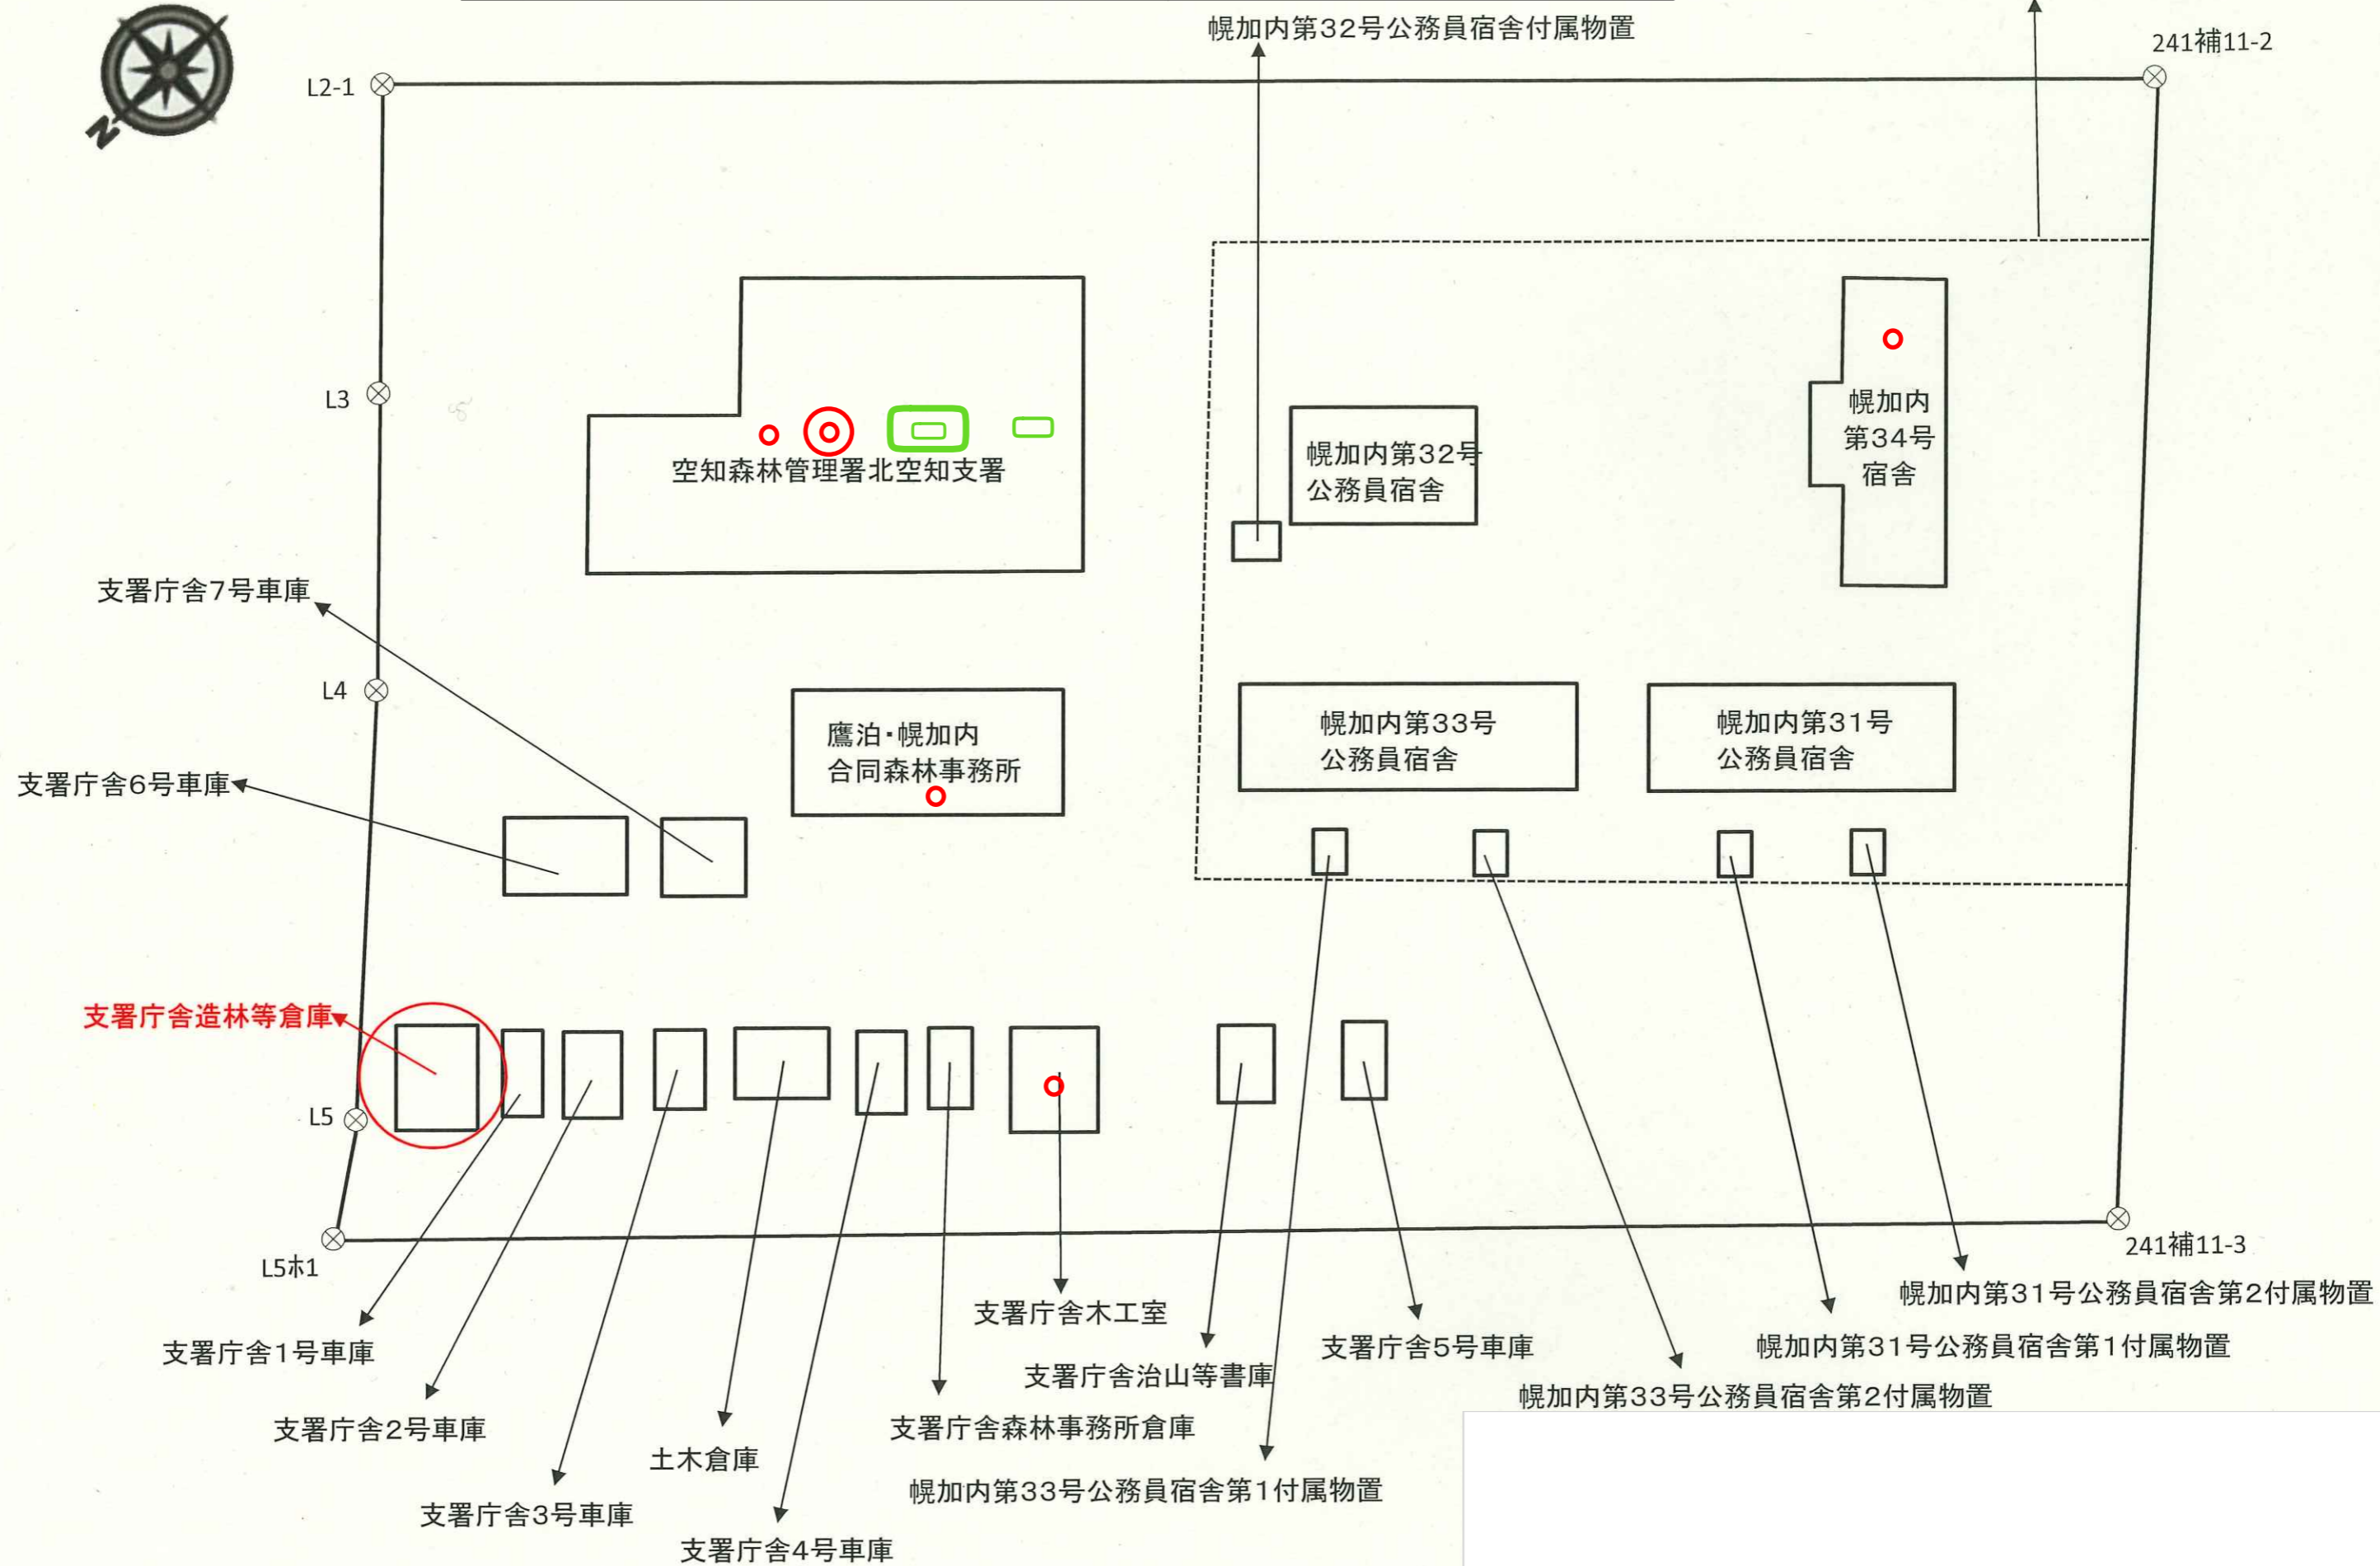 幌加内第32号公務員宿舎付属物置
241補11-2
L2-1
N
L3
幌加内
第34号
宿舎
幌加内第32号
公務員宿舎
空知森林管理署北空知支署
支署庁舎7号車庫
L4
鷹泊・幌加内
合同森林事務所
幌加内第33号
公務員宿舎
幌加内第31号
公務員宿舎
支署庁舎6号車庫
支署庁舎造林等倉庫
L5
L5ホ1
241補11-3
幌加内第31号公務員宿舎第2付属物置
支署庁舎木工室
支署庁舎1号車庫
支署庁舎治山等書庫
支署庁舎5号車庫
幌加内第31号公務員宿舎第1付属物置
幌加内第33号公務員宿舎第2付属物置
支署庁舎2号車庫
支署庁舎森林事務所倉庫
土木倉庫
幌加内第33号公務員宿舎第1付属物置
支署庁舎3号車庫
支署庁舎4号車庫